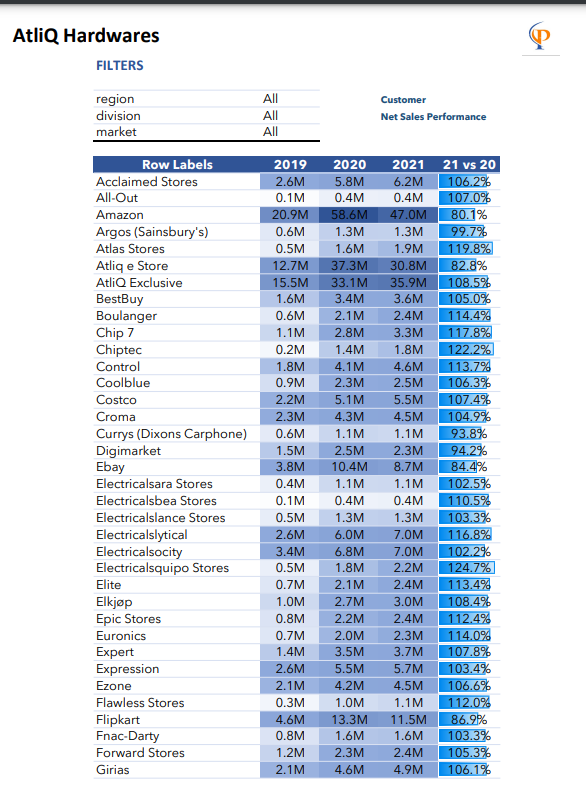 AtliQ Hardwares
FILTERS
region All
division All
market All
Customer
Net Sales Performance
Row Labels 2019 2020 2021 21 vs 20
Acclaimed Stores 2.6M 5.8M 6.2M 106.2%
All-Out 0.1M 0.4M 0.4M 107.0%
Amazon 20.9M 58.6M 47.0M 80.1%
Argos (Sainsbury's) 0.6M 1.3M 1.3M 99.7%
Atlas Stores 0.5M 1.6M 1.9M 119.8%
Atliq e Store 12.7M 37.3M 30.8M 82.8%
AtliQ Exclusive 15.5M 33.1M 35.9M 108.5%
BestBuy 1.6M 3.4M 3.6M 105.0%
Boulanger 0.6M 2.1M 2.4M 114.4%
Chip 7 1.1M 2.8M 3.3M 117.8%
Chiptec 0.2M 1.4M 1.8M 122.2%
Control 1.8M 4.1M 4.6M 113.7%
Coolblue 0.9M 2.3M 2.5M 106.3%
Costco 2.2M 5.1M 5.5M 107.4%
Croma 2.3M 4.3M 4.5M 104.9%
Currys (Dixons Carphone) 0.6M 1.1M 1.1M 93.8%
Digimarket 1.5M 2.5M 2.3M 94.2%
Ebay 3.8M 10.4M 8.7M 84.4%
Electricalsara Stores 0.4M 1.1M 1.1M 102.5%
Electricalsbea Stores 0.1M 0.4M 0.4M 110.5%
Electricalslance Stores 0.5M 1.3M 1.3M 103.3%
Electricalslytical 2.6M 6.0M 7.0M 116.8%
Electricalsocity 3.4M 6.8M 7.0M 102.2%
Electricalsquipo Stores 0.5M 1.8M 2.2M 124.7%
Elite 0.7M 2.1M 2.4M 113.4%
Elkjøp 1.0M 2.7M 3.0M 108.4%
Epic Stores 0.8M 2.2M 2.4M 112.4%
Euronics 0.7M 2.0M 2.3M 114.0%
Expert 1.4M 3.5M 3.7M 107.8%
Expression 2.6M 5.5M 5.7M 103.4%
Ezone 2.1M 4.2M 4.5M 106.6%
Flawless Stores 0.3M 1.0M 1.1M 112.0%
Flipkart 4.6M 13.3M 11.5M 86.9%
Fnac-Darty 0.8M 1.6M 1.6M 103.3%
Forward Stores 1.2M 2.3M 2.4M 105.3%
Girias 2.1M 4.6M 4.9M 106.1%